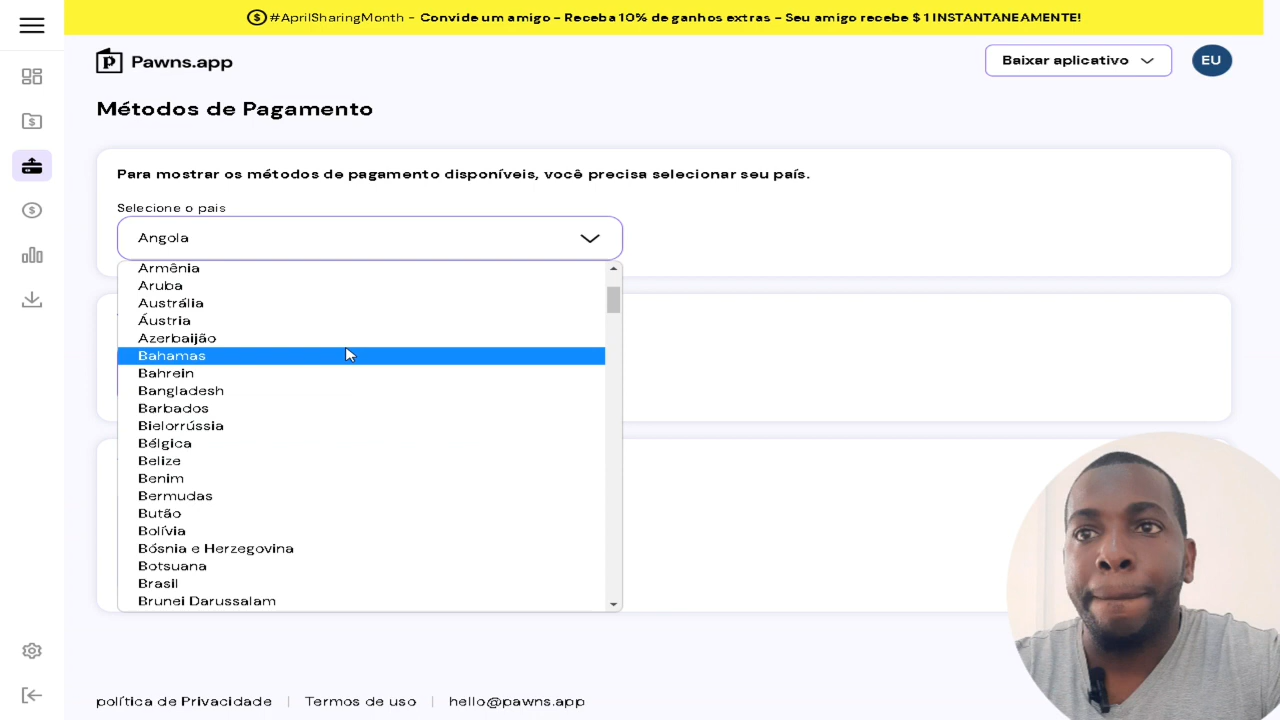 #AprilSharingMonth - Convide um amigo - Receba 10% de ganhos extras - Seu amigo recebe $ 1 INSTANTANEAMENTE!
Pawns.app
Baixar aplicativo
EU
Métodos de Pagamento
Para mostrar os métodos de pagamento disponíveis, você precisa selecionar seu país.
Selecione o pais
Angola
Armênia
Aruba
Austrália
Áustria
Azerbaijão
Bahamas
Bahrein
Bangladesh
Barbados
Bielorrússia
Bélgica
Belize
Benim
Bermudas
Butão
Bolívia
Bósnia e Herzegovina
Botsuana
Brasil
Brunei Darussalam
política de Privacidade
Termos de uso
hello@pawns.app